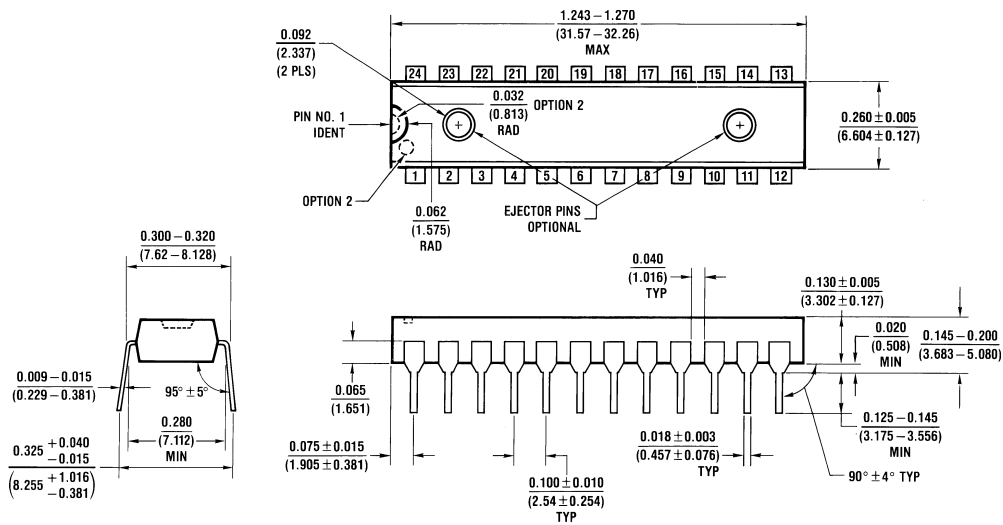 1.243 – 1.270
(31.57 – 32.26)
MAX
0.092
(2.337)
(2 PLS)
24 23 22 21 20 19 18 17 16 15 14 13
0.032
(0.813)
RAD
OPTION 2
PIN NO. 1
IDENT
0.260 ± 0.005
(6.604 ± 0.127)
1 2 3 4 5 6 7 8 9 10 11 12
OPTION 2
0.062
(1.575)
RAD
EJECTOR PINS
OPTIONAL
0.300 – 0.320
(7.62 – 8.128)
0.040
(1.016)
TYP
0.130 ± 0.005
(3.302 ± 0.127)
0.020
(0.508)
MIN
0.145 – 0.200
(3.683 – 5.080)
0.009 – 0.015
(0.229 – 0.381)
95° ± 5°
0.280
(7.112)
MIN
0.325 + 0.040
– 0.015
(8.255 + 1.016
– 0.381)
0.065
(1.651)
0.075 ± 0.015
(1.905 ± 0.381)
0.100 ± 0.010
(2.54 ± 0.254)
TYP
0.018 ± 0.003
(0.457 ± 0.076)
TYP
0.125 – 0.145
(3.175 – 3.556)
90° ± 4° TYP